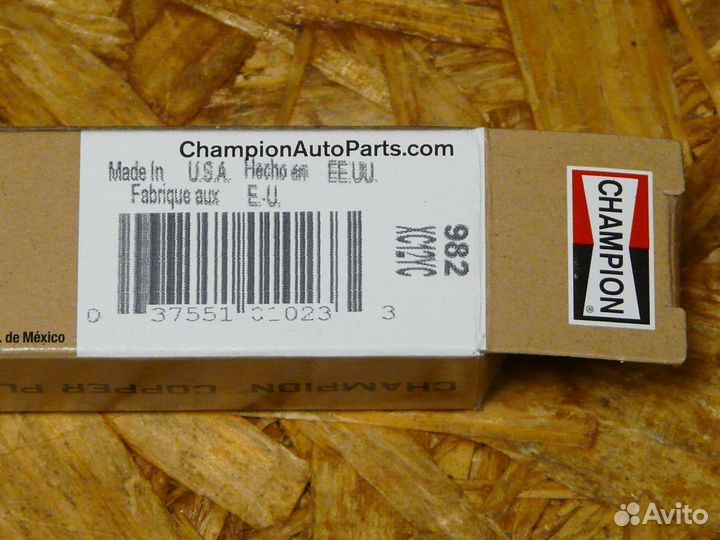 ChampionAutoParts.com
Made In U.S.A. Hecho en EE.UU.
Fabrique aux E.-U.
982
XC12YC
0 37551 01023 3
. de México
CHAMPION COPPER PL
CHAMPION
®
Avito